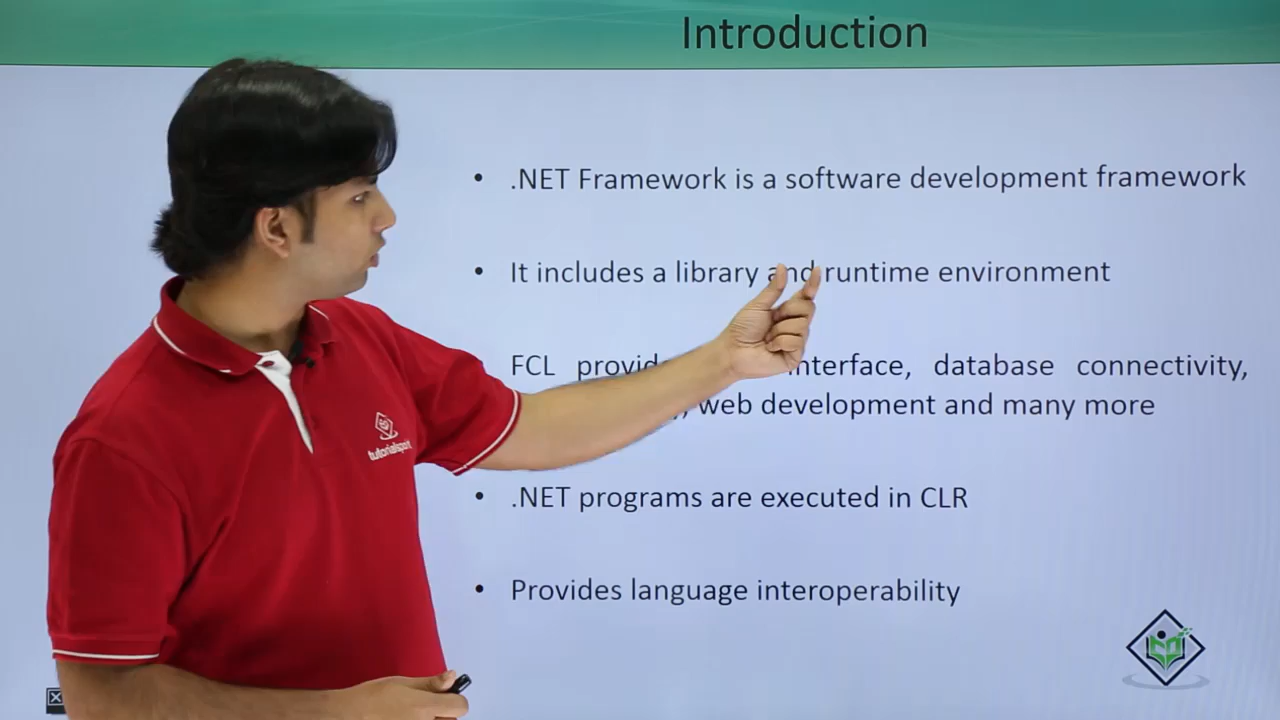 Introduction
• .NET Framework is a software development framework
• It includes a library and runtime environment
FCL interface, database connectivity,
web development and many more
• .NET programs are executed in CLR
• Provides language interoperability
tutorialspoint